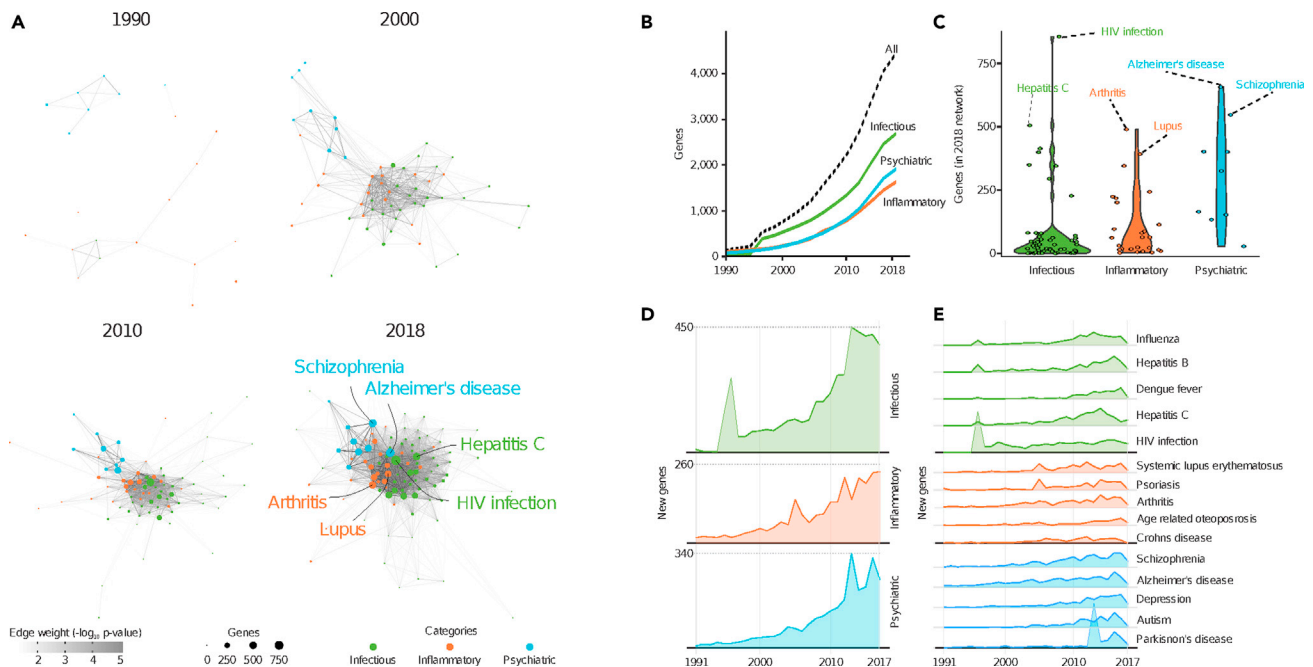 A
1990
2000
2010
2018
Schizophrenia
Alzheimer's disease
Hepatitis C
HIV infection
Arthritis
Lupus
Edge weight (-log₁₀ p-value)
1 2 3 4 5
Genes
0 250 500 750
Categories
Infectious Inflammatory Psychiatric
B
Genes
4,000
3,000
2,000
1,000
0
1990 2000 2010 2018
All
Infectious
Psychiatric
Inflammatory
C
Genes (in 2018 network)
750
500
250
0
HIV infection
Alzheimer's disease
Hepatitis C
Arthritis
Schizophrenia
Lupus
Infectious Inflammatory Psychiatric
D
New genes
450
Infectious
260
Inflammatory
340
Psychiatric
1991 2000 2010 2017
E
New genes
Influenza
Hepatitis B
Dengue fever
Hepatitis C
HIV infection
Systemic lupus erythematosus
Psoriasis
Arthritis
Age related oteoposrosis
Crohns disease
Schizophrenia
Alzheimer's disease
Depression
Autism
Parkisnon's disease
1991 2000 2010 2017